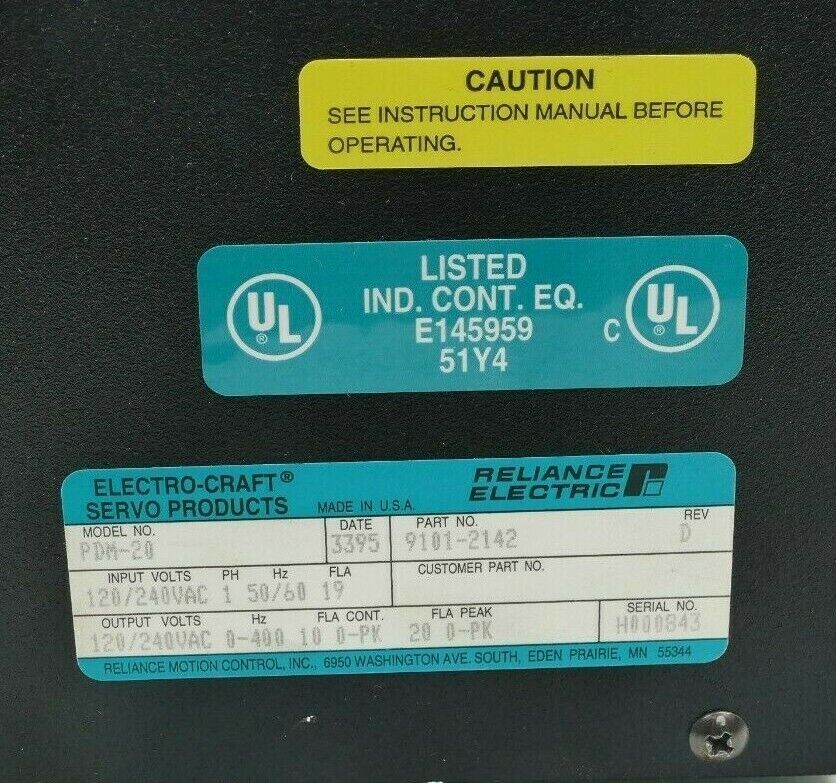 CAUTION
SEE INSTRUCTION MANUAL BEFORE
OPERATING.
UL ®
LISTED
IND. CONT. EQ.
E145959
51Y4
C UL ®
ELECTRO-CRAFT®
SERVO PRODUCTS
MADE IN U.S.A.
RELIANCE
ELECTRIC
MODEL NO.
PDM-20
DATE
3395
PART NO.
9101-2142
REV
D
INPUT VOLTS PH Hz FLA
120/240VAC 1 50/60 19
CUSTOMER PART NO.
OUTPUT VOLTS Hz FLA CONT. FLA PEAK
120/240VAC 0-400 10 0-PK 20 0-PK
SERIAL NO.
H000843
RELIANCE MOTION CONTROL, INC., 6950 WASHINGTON AVE. SOUTH, EDEN PRAIRIE, MN 55344